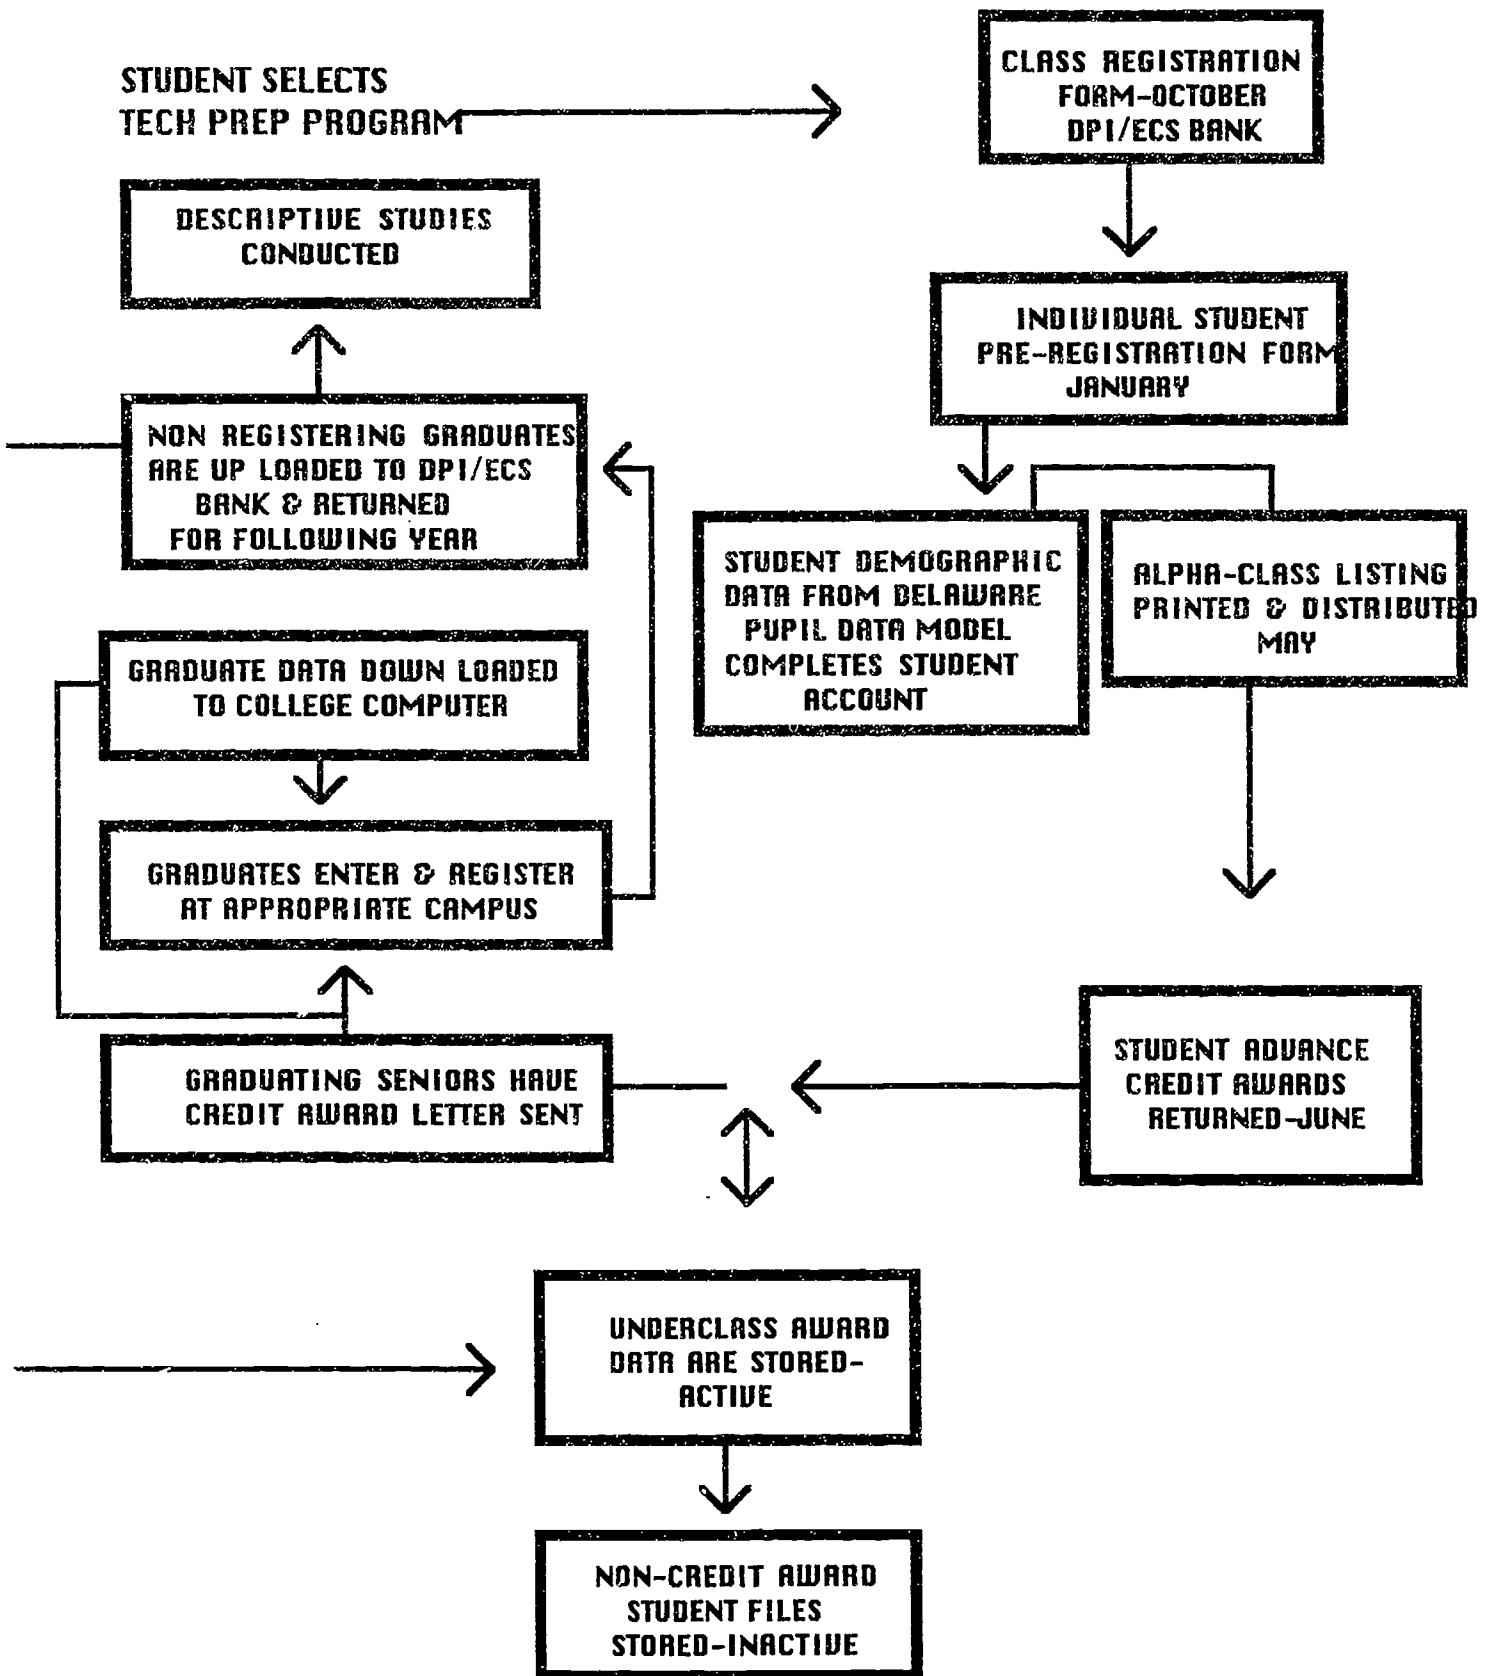 STUDENT SELECTS
TECH PREP PROGRAM
CLASS REGISTRATION
FORM-OCTOBER
DPI/ECS BANK
DESCRIPTIVE STUDIES
CONDUCTED
INDIVIDUAL STUDENT
PRE-REGISTRATION FORM
JANUARY
NON REGISTERING GRADUATES
ARE UP LOADED TO DPI/ECS
BANK & RETURNED
FOR FOLLOWING YEAR
STUDENT DEMOGRAPHIC
DATA FROM DELAWARE
PUPIL DATA MODEL
COMPLETES STUDENT
ACCOUNT
ALPHA-CLASS LISTING
PRINTED & DISTRIBUTED
MAY
GRADUATE DATA DOWN LOADED
TO COLLEGE COMPUTER
GRADUATES ENTER & REGISTER
AT APPROPRIATE CAMPUS
GRADUATING SENIORS HAVE
CREDIT AWARD LETTER SENT
STUDENT ADVANCE
CREDIT AWARDS
RETURNED-JUNE
UNDERCLASS AWARD
DATA ARE STORED-
ACTIVE
NON-CREDIT AWARD
STUDENT FILES
STORED-INACTIVE